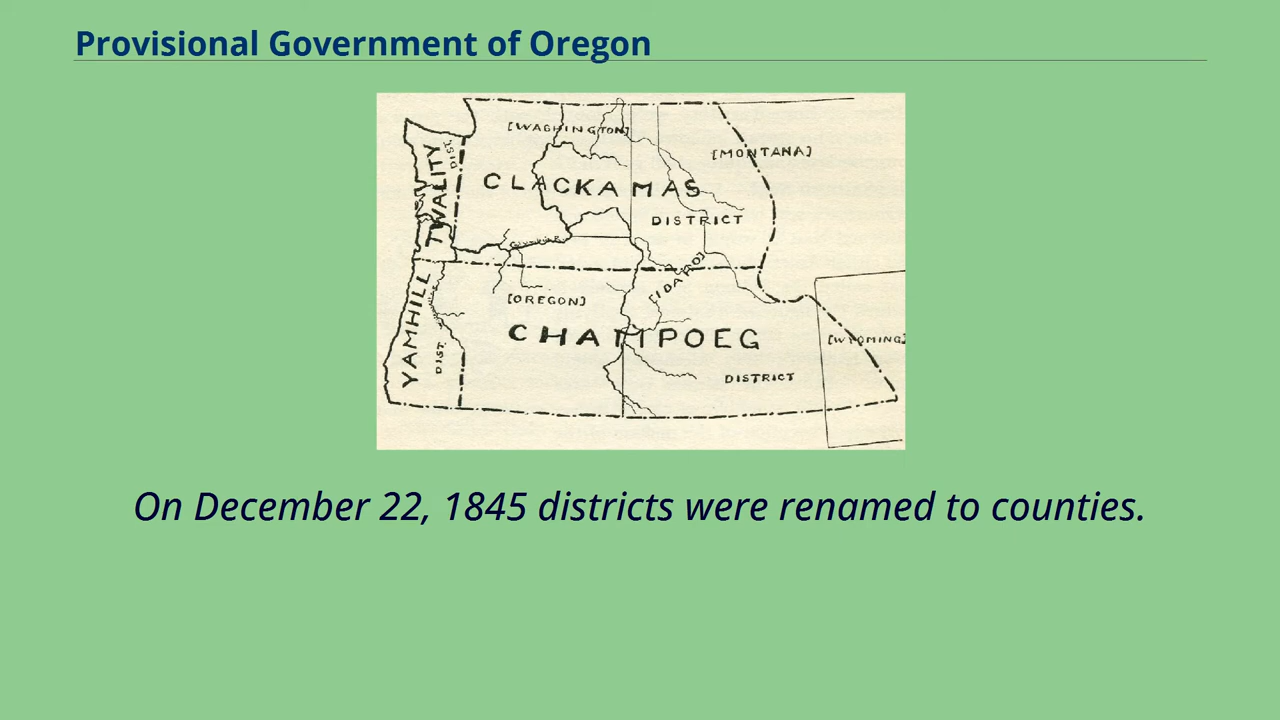 Provisional Government of Oregon
[WASHINGTON]
[MONTANA]
TWALITY
DIST.
CLACKAMAS
DISTRICT
Columbia R.
[IDAHO]
[OREGON]
YAMHILL
DIST.
CHAMPOEG
DISTRICT
[WYOMING]
On December 22, 1845 districts were renamed to counties.